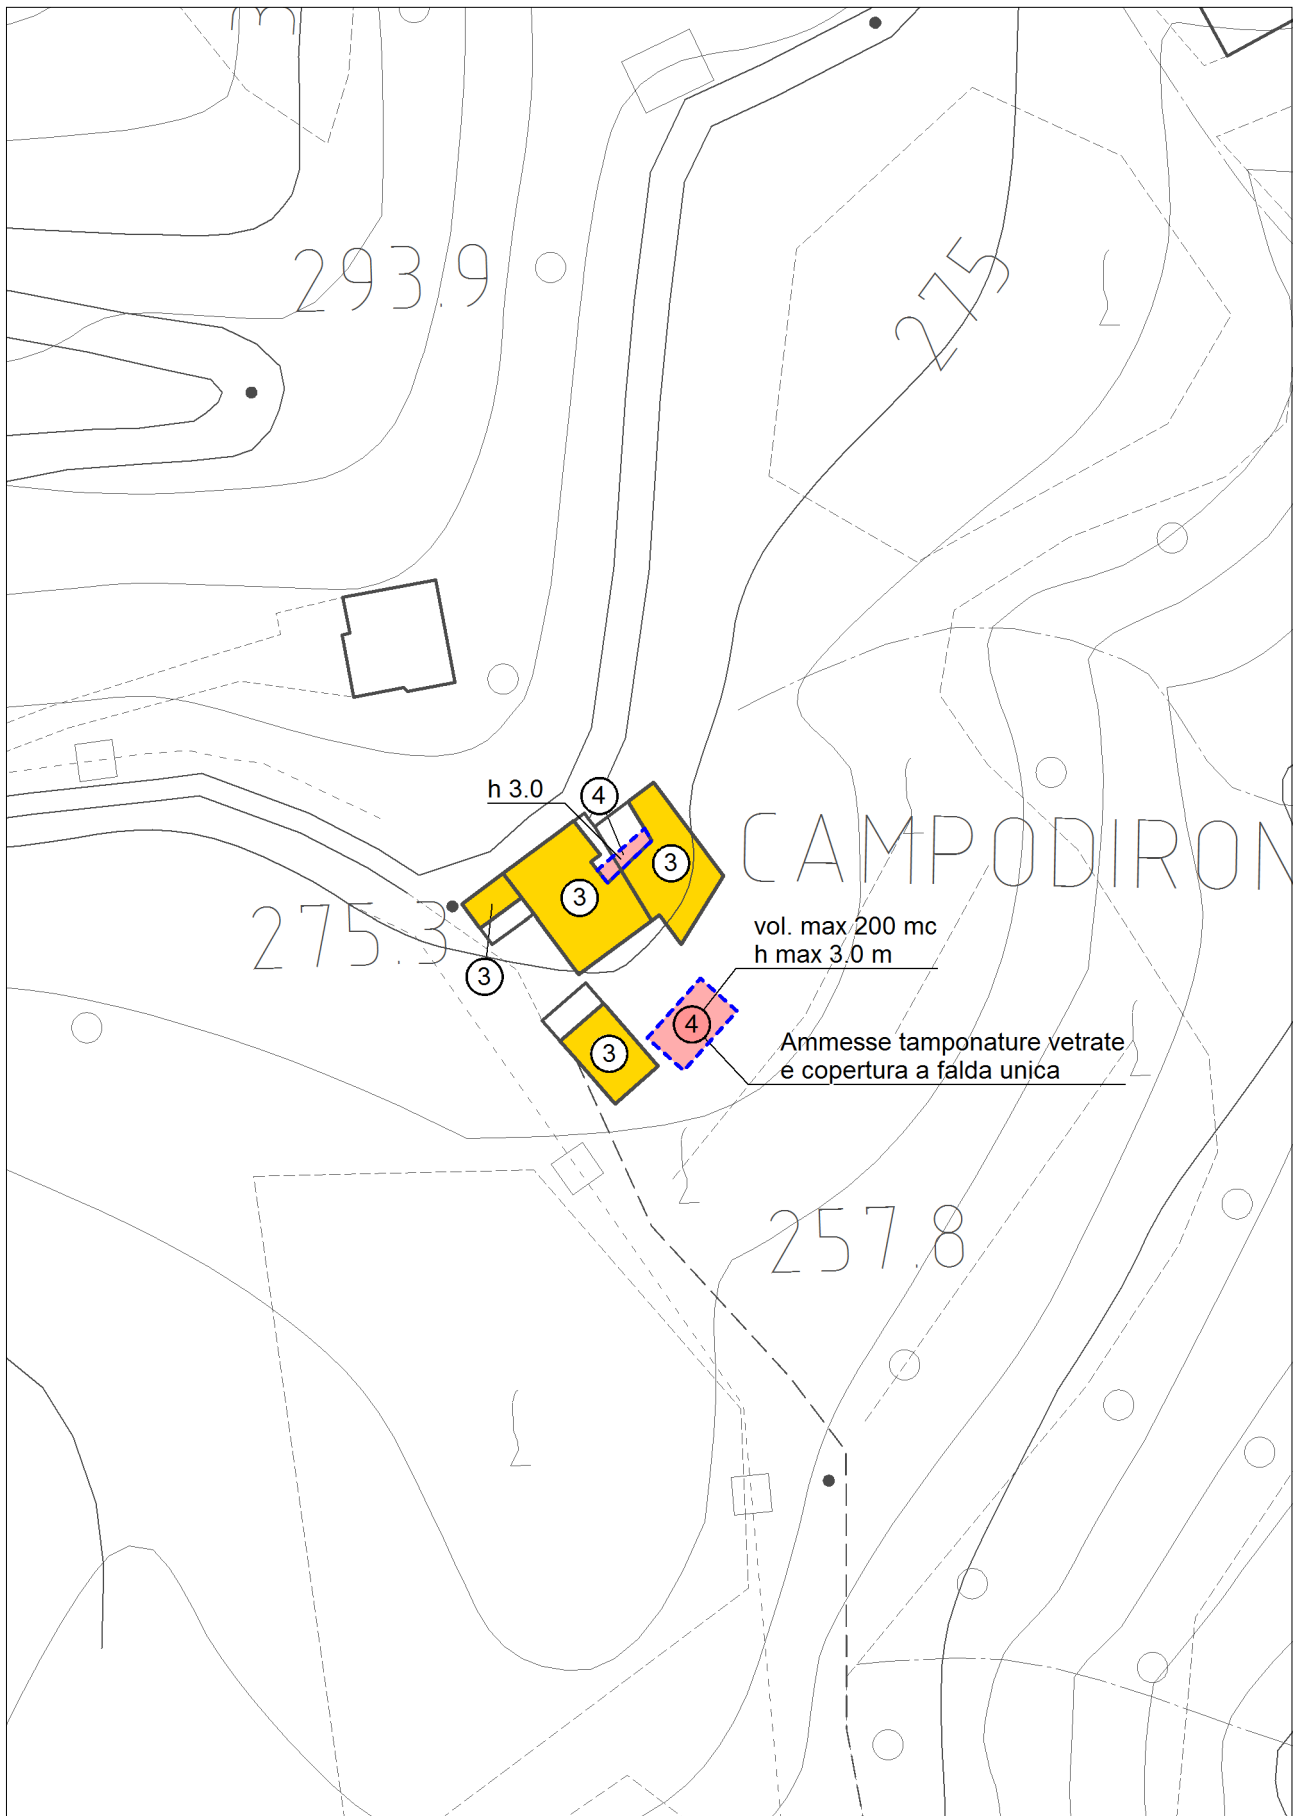 293.9
275
h 3.0
4
3
3
CAMPODIRON
275.3
3
vol. max 200 mc
h max 3.0 m
4
Ammesse tamponature vetrate
e copertura a falda unica
3
257.8